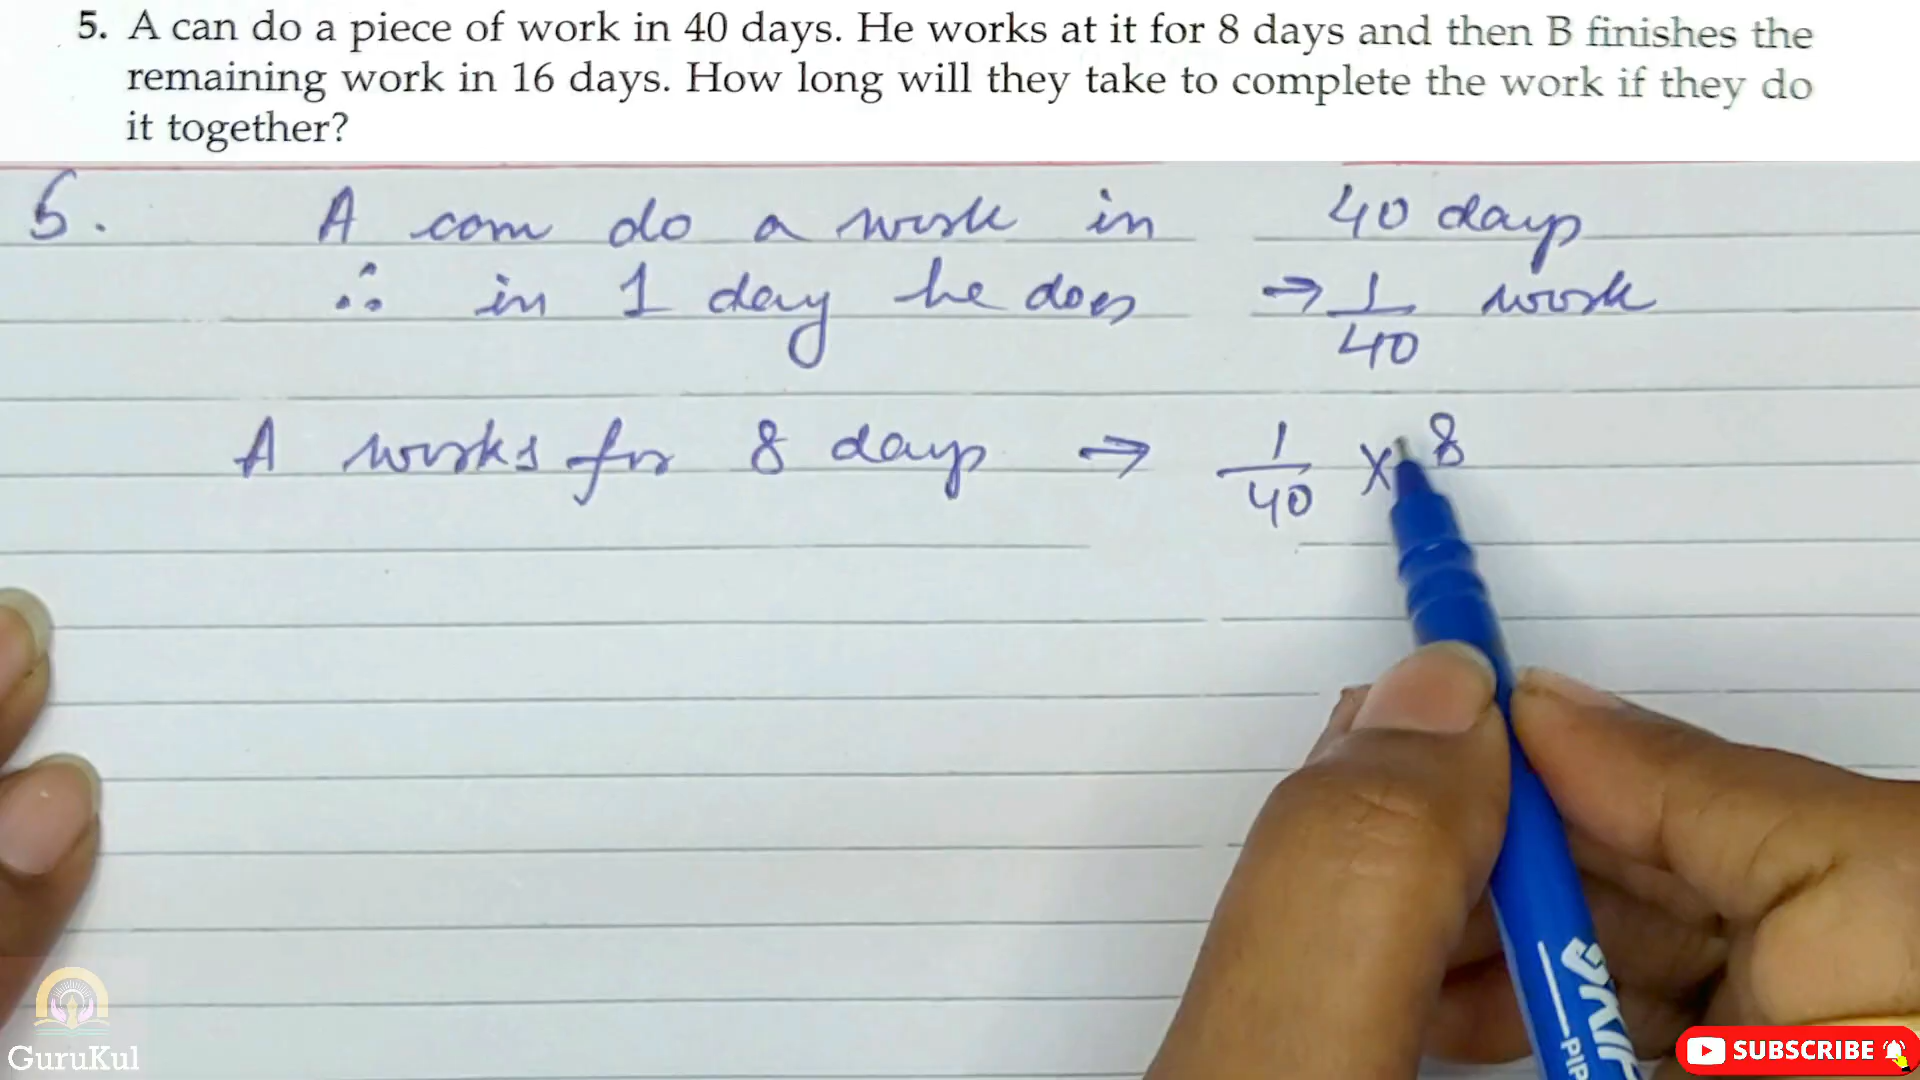 5. A can do a piece of work in 40 days. He works at it for 8 days and then B finishes the
remaining work in 16 days. How long will they take to complete the work if they do
it together?
5. A can do a work in 40 days
∴ in 1 day he does → 1/40 work
A works for 8 days ⇒ 1/40 × 8
PIP
GuruKul
SUBSCRIBE